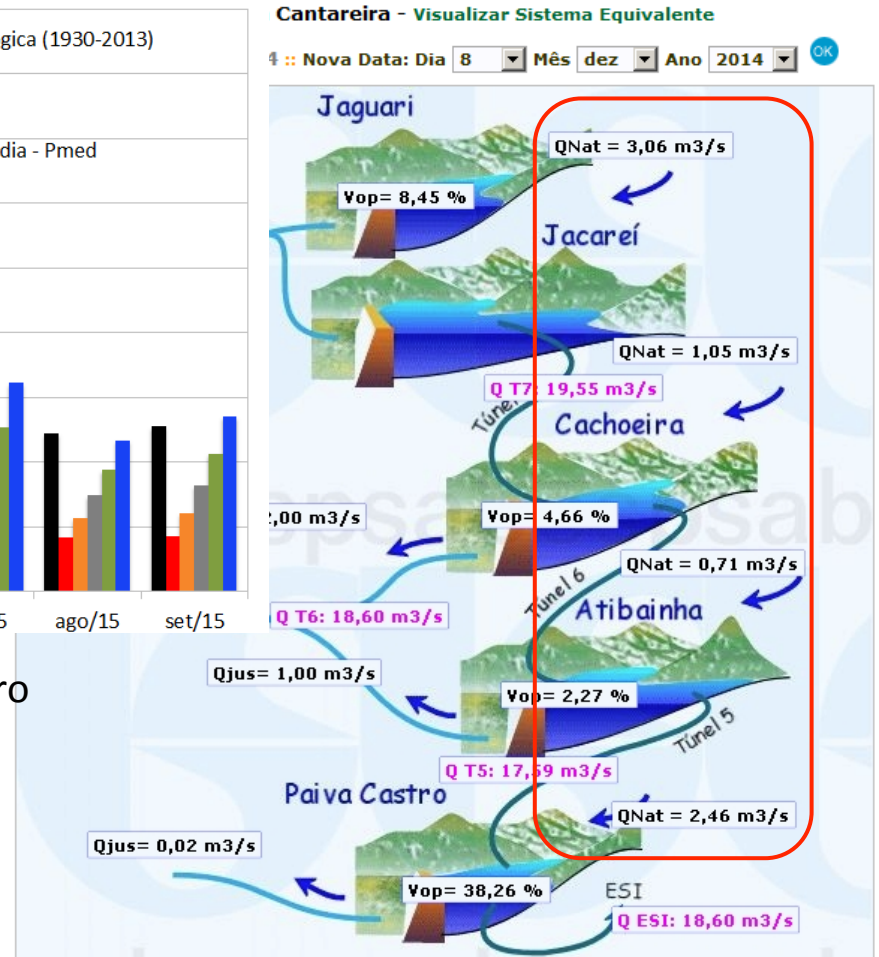 gica (1930-2013)
dia - Pmed
5 ago/15 set/15
ro
Cantareira - Visualizar Sistema Equivalente
4 :: Nova Data: Dia 8 Mês dez Ano 2014 OK
Jaguari
QNat = 3,06 m3/s
Vop= 8,45 %
Jacareí
QNat = 1,05 m3/s
Q T7: 19,55 m3/s
Túnel
Cachoeira
,00 m3/s
Vop= 4,66 %
QNat = 0,71 m3/s
Túnel 6
Atibainha
Q T6: 18,60 m3/s
Qjus= 1,00 m3/s
Vop= 2,27 %
Túnel 5
Q T5: 17,59 m3/s
Paiva Castro
QNat = 2,46 m3/s
Qjus= 0,02 m3/s
Vop= 38,26 %
ESI
Q ESI: 18,60 m3/s